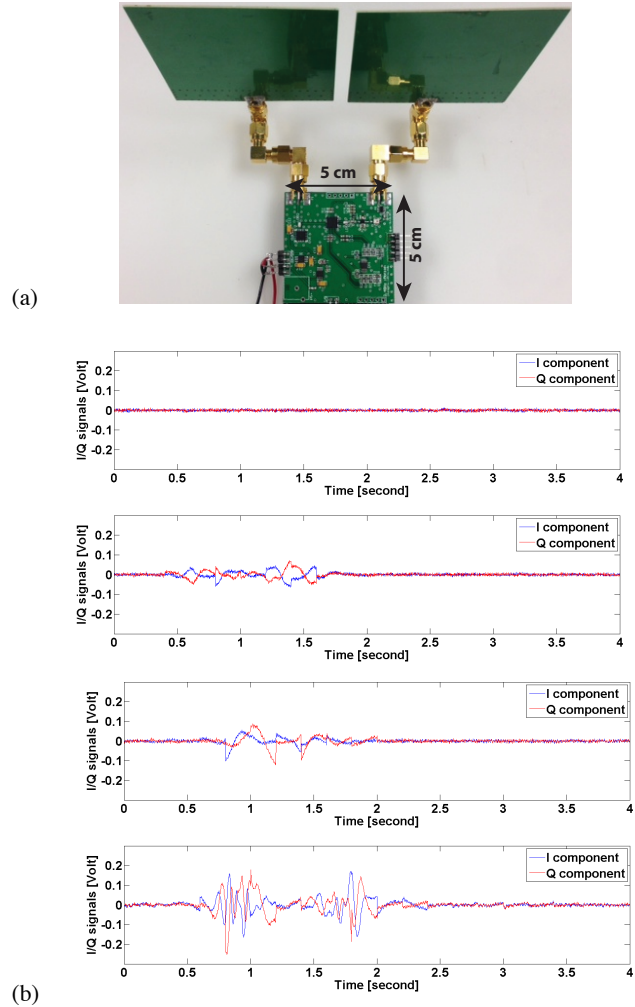 5 cm
5 cm
(a)
0.2
0.1
0
-0.1
-0.2
I/Q signals [Volt]
I component
Q component
0 0.5 1 1.5 2 2.5 3 3.5 4
Time [second]
0.2
0.1
0
-0.1
-0.2
I/Q signals [Volt]
I component
Q component
0 0.5 1 1.5 2 2.5 3 3.5 4
Time [second]
0.2
0.1
0
-0.1
-0.2
I/Q signals [Volt]
I component
Q component
0 0.5 1 1.5 2 2.5 3 3.5 4
Time [second]
0.2
0.1
0
-0.1
-0.2
I/Q signals [Volt]
I component
Q component
0 0.5 1 1.5 2 2.5 3 3.5 4
Time [second]
(b)